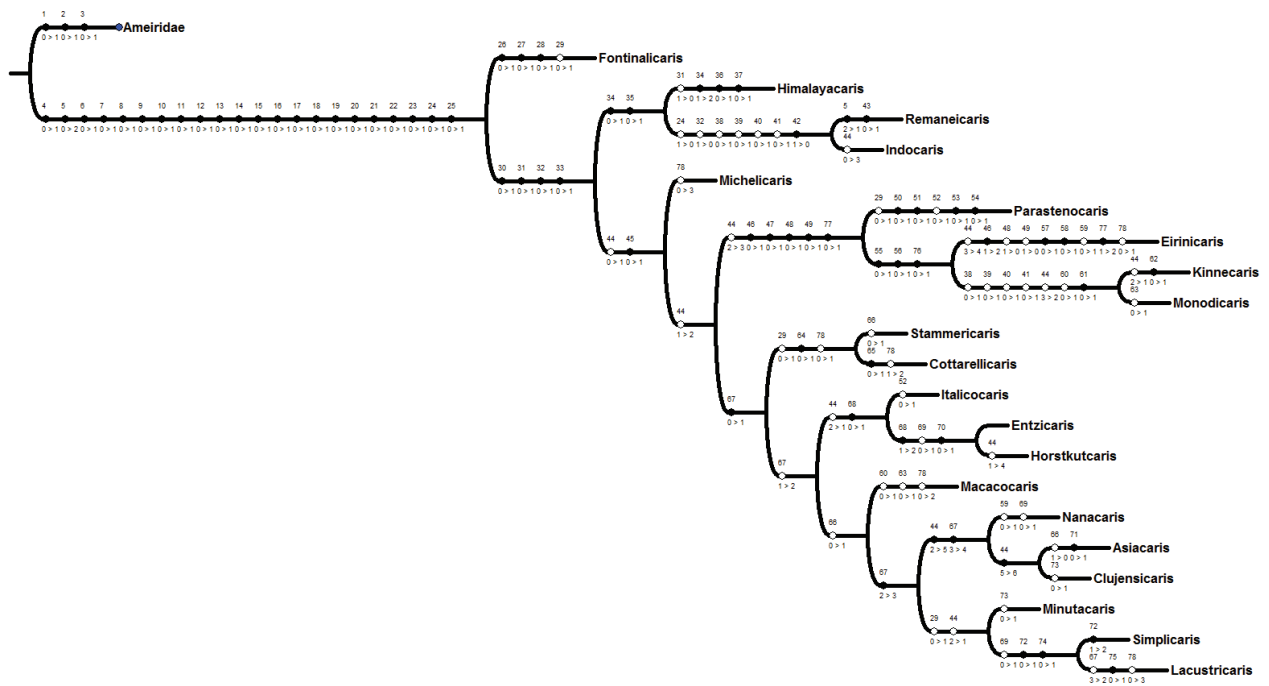 1 2 3
Ameiridae
0 > 1 0 > 1 0 > 1
26 27 28 29
Fontinalicaris
0 > 1 0 > 1 0 > 1 0 > 1
31 34 36 37
Himalayacaris
1 > 0 1 > 2 0 > 1 0 > 1
34 35
0 > 1 0 > 1
4 5 6 7 8 9 10 11 12 13 14 15 16 17 18 19 20 21 22 23 24 25
0 > 1 0 > 2 0 > 1 0 > 1 0 > 1 0 > 1 0 > 1 0 > 1 0 > 1 0 > 1 0 > 1 0 > 1 0 > 1 0 > 1 0 > 1 0 > 1 0 > 1 0 > 1 0 > 1 0 > 1 0 > 1 0 > 1
5 43
Remaneicaris
2 > 1 0 > 1
24 32 38 39 40 41 42
1 > 0 1 > 0 0 > 1 0 > 1 0 > 1 0 > 1 1 > 0
44
Indocaris
0 > 3
30 31 32 33
0 > 1 0 > 1 0 > 1 0 > 1
78
Michelicaris
0 > 3
29 50 51 52 53 54
Parastenocaris
0 > 1 0 > 1 0 > 1 0 > 1 0 > 1 0 > 1
44 46 47 48 49 77
2 > 3 0 > 1 0 > 1 0 > 1 0 > 1 0 > 1
44 45
0 > 1 0 > 1
44 46 48 49 57 58 59 77 78
Eirinicaris
3 > 4 1 > 2 1 > 0 1 > 0 0 > 1 0 > 1 0 > 1 1 > 2 0 > 1
55 56 76
0 > 1 0 > 1 0 > 1
44 62
Kinnecaris
2 > 1 0 > 1
38 39 40 41 44 60 61
0 > 1 0 > 1 0 > 1 0 > 1 3 > 2 0 > 1 0 > 1
63
Monodicaris
0 > 1
44
1 > 2
66
Stammericaris
0 > 1
29 64 78
0 > 1 0 > 1 0 > 1
65 78
Cottarellicaris
0 > 1 1 > 2
52
Italicocaris
0 > 1
67
0 > 1
44 68
2 > 1 0 > 1
Entzicaris
68 69 70
1 > 2 0 > 1 0 > 1
44
Horstkutcaris
1 > 4
67
1 > 2
60 63 78
Macacocaris
0 > 1 0 > 1 0 > 2
59 69
Nanacaris
0 > 1 0 > 1
66
0 > 1
44 67
2 > 5 3 > 4
66 71
Asiacaris
1 > 0 0 > 1
44
5 > 6
73
Clujensicaris
0 > 1
67
2 > 3
73
Minutacaris
0 > 1
29 44
0 > 1 2 > 1
72
Simplicaris
1 > 2
69 72 74
0 > 1 0 > 1 0 > 1
67 75 78
Lacustricaris
3 > 2 0 > 1 0 > 3